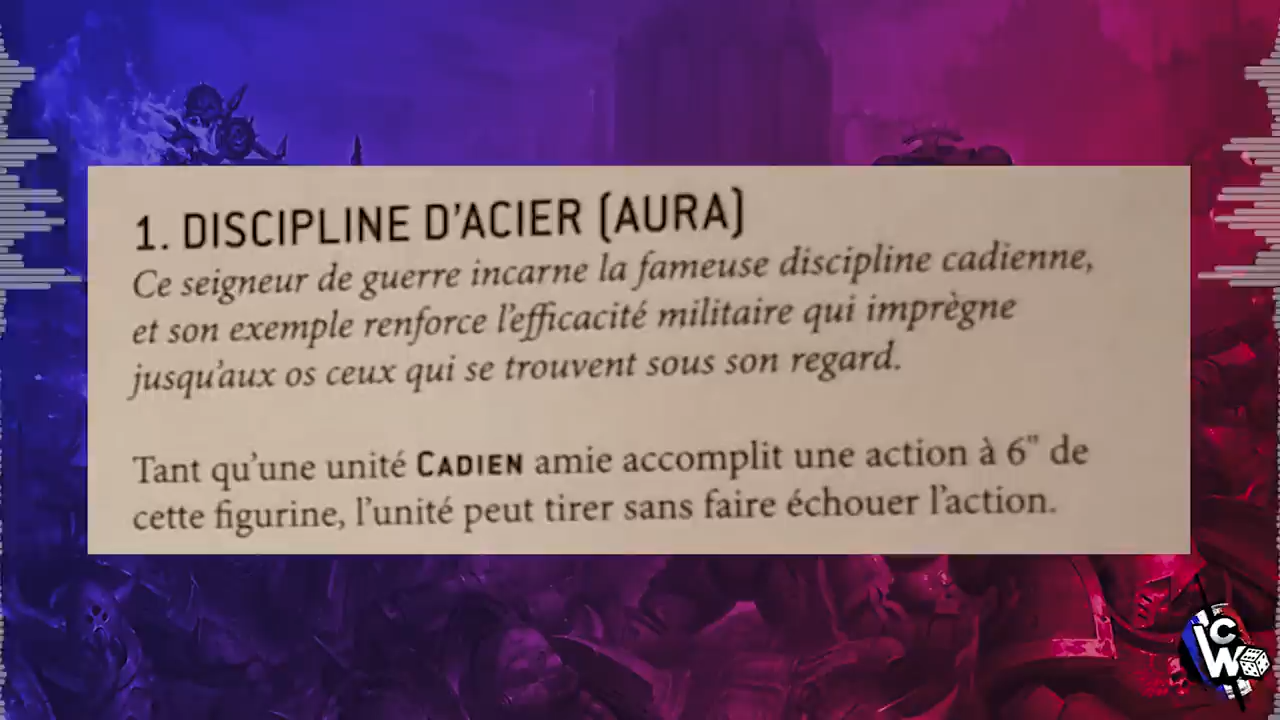 1. DISCIPLINE D'ACIER (AURA)
Ce seigneur de guerre incarne la fameuse discipline cadienne,
et son exemple renforce l'efficacité militaire qui imprègne
jusqu'aux os ceux qui se trouvent sous son regard.
Tant qu'une unité CADIEN amie accomplit une action à 6" de
cette figurine, l'unité peut tirer sans faire échouer l'action.
ICW